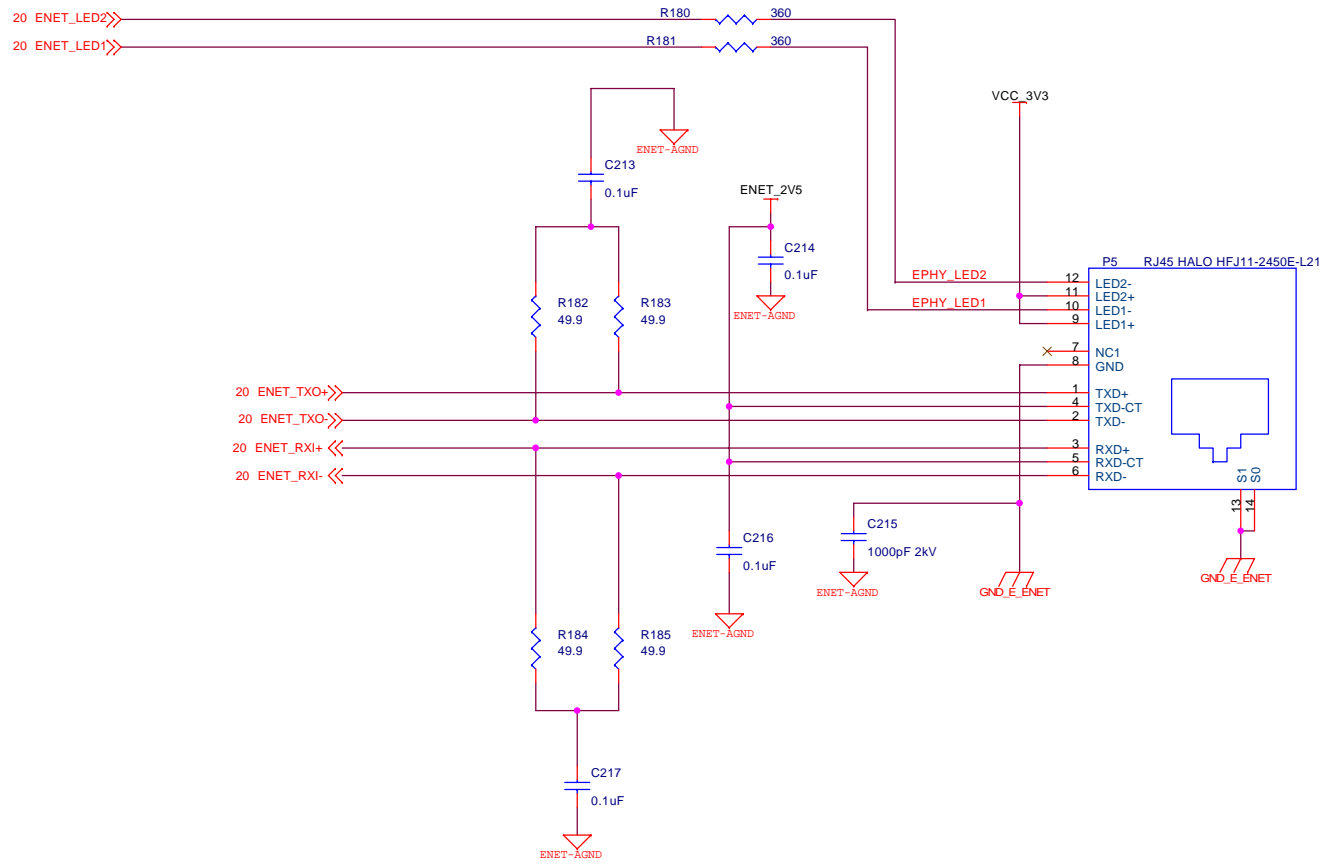 20 ENET_LED2
R180
360
20 ENET_LED1
R181
360
VCC_3V3
ENET-AGND
C213
0.1uF
ENET_2V5
C214
0.1uF
ENET-AGND
P5
RJ45 HALO HFJ11-2450E-L21
EPHY_LED2
12
LED2-
11
LED2+
EPHY_LED1
10
LED1-
9
LED1+
R182
49.9
R183
49.9
7
NC1
8
GND
20 ENET_TXO+
1
TXD+
4
TXD-CT
20 ENET_TXO-
2
TXD-
20 ENET_RXI+
3
RXD+
5
RXD-CT
20 ENET_RXI-
6
RXD-
S1
S0
13
14
C215
1000pF 2kV
C216
0.1uF
ENET-AGND
GND_E_ENET
GND_E_ENET
ENET-AGND
R184
49.9
R185
49.9
C217
0.1uF
ENET-AGND